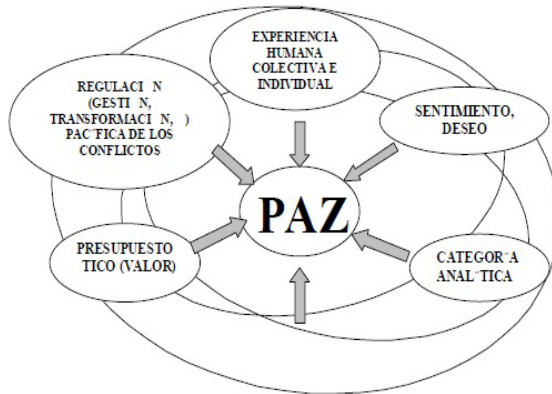 EXPERIENCIA
HUMANA
COLECTIVA E
INDIVIDUAL
REGULACI N
(GESTI N,
TRANSFORMACI N, )
PAC¨FICA DE LOS
CONFLICTOS
SENTIMIENTO,
DESEO
PAZ
PRESUPUESTO
TICO (VALOR)
CATEGOR¨A
ANAL¨TICA